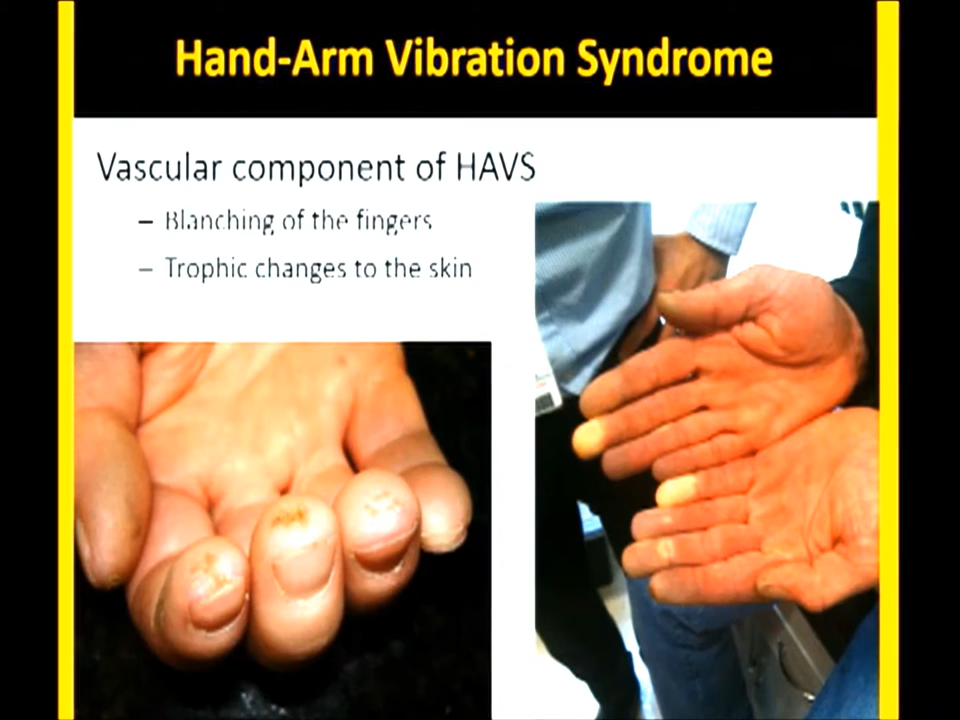 Hand-Arm Vibration Syndrome
Vascular component of HAVS
– Blanching of the fingers
– Trophic changes to the skin